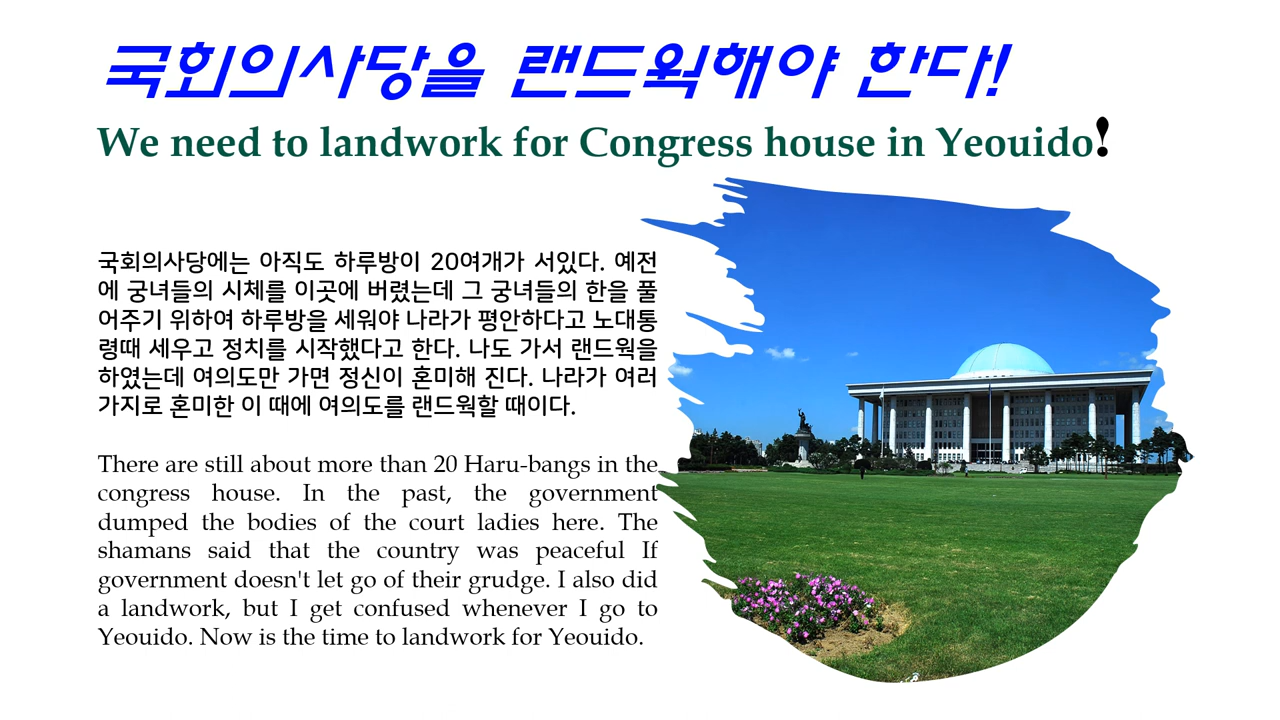 국회의사당을 랜드웍해야 한다!
We need to landwork for Congress house in Yeouido!
국회의사당에는 아직도 하루방이 20여개가 서있다. 예전
에 궁녀들의 시체를 이곳에 버렸는데 그 궁녀들의 한을 풀
어주기 위하여 하루방을 세워야 나라가 평안하다고 노대통
령때 세우고 정치를 시작했다고 한다. 나도 가서 랜드웍을
하였는데 여의도만 가면 정신이 혼미해 진다. 나라가 여러
가지로 혼미한 이 때에 여의도를 랜드웍할 때이다.
There are still about more than 20 Haru-bangs in the
congress house. In the past, the government
dumped the bodies of the court ladies here. The
shamans said that the country was peaceful If
government doesn't let go of their grudge. I also did
a landwork, but I get confused whenever I go to
Yeouido. Now is the time to landwork for Yeouido.